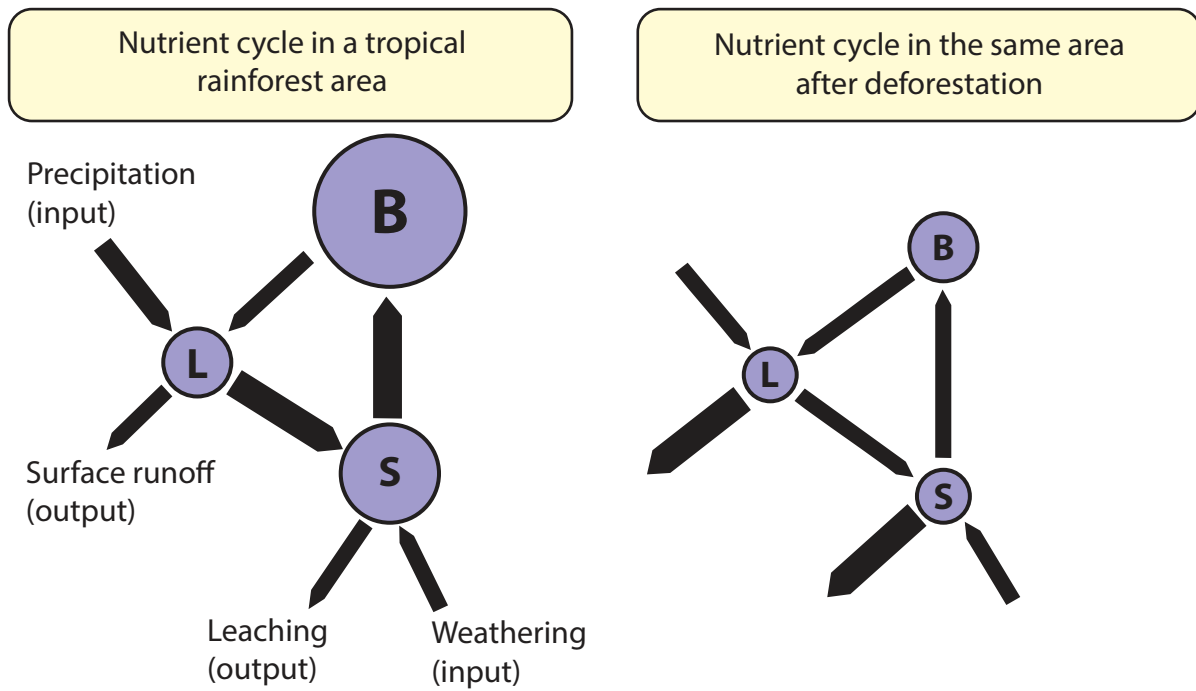 Nutrient cycle in a tropical
rainforest area
Nutrient cycle in the same area
after deforestation
Precipitation
(input)
B
L
S
Surface runoff
(output)
Leaching
(output)
Weathering
(input)
B
L
S